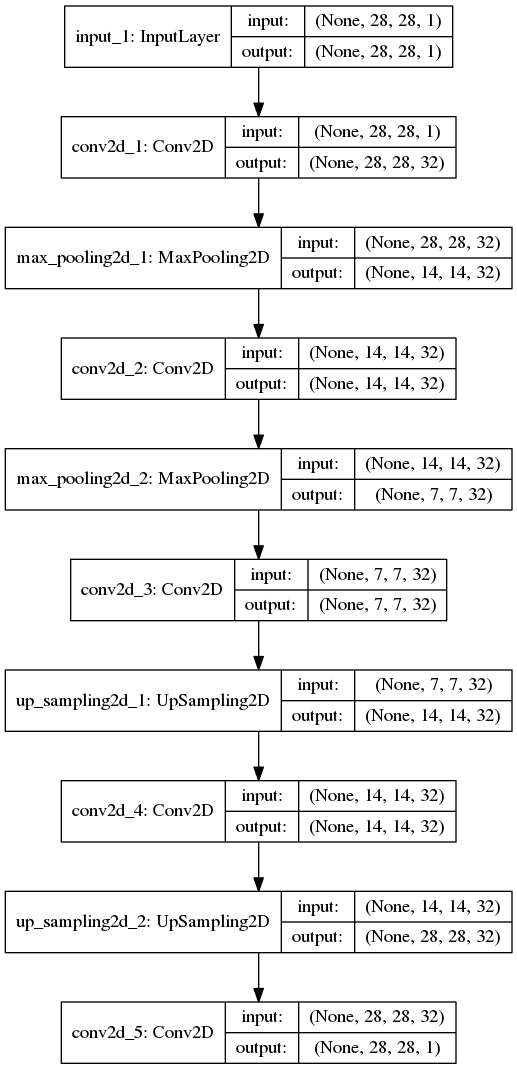 input_1: InputLayer
input: (None, 28, 28, 1)
output: (None, 28, 28, 1)
conv2d_1: Conv2D
input: (None, 28, 28, 1)
output: (None, 28, 28, 32)
max_pooling2d_1: MaxPooling2D
input: (None, 28, 28, 32)
output: (None, 14, 14, 32)
conv2d_2: Conv2D
input: (None, 14, 14, 32)
output: (None, 14, 14, 32)
max_pooling2d_2: MaxPooling2D
input: (None, 14, 14, 32)
output: (None, 7, 7, 32)
conv2d_3: Conv2D
input: (None, 7, 7, 32)
output: (None, 7, 7, 32)
up_sampling2d_1: UpSampling2D
input: (None, 7, 7, 32)
output: (None, 14, 14, 32)
conv2d_4: Conv2D
input: (None, 14, 14, 32)
output: (None, 14, 14, 32)
up_sampling2d_2: UpSampling2D
input: (None, 14, 14, 32)
output: (None, 28, 28, 32)
conv2d_5: Conv2D
input: (None, 28, 28, 32)
output: (None, 28, 28, 1)